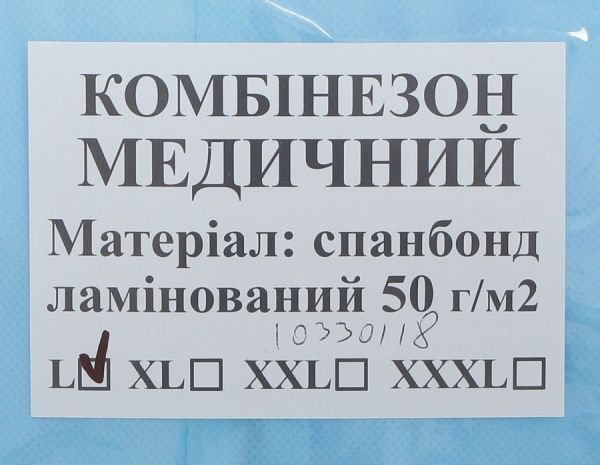 КОМБІНЕЗОН
МЕДИЧНИЙ
Матеріал: спанбонд
ламінований 50 г/м2
10330118
L☑ XL☐ XXL☐ XXXL☐